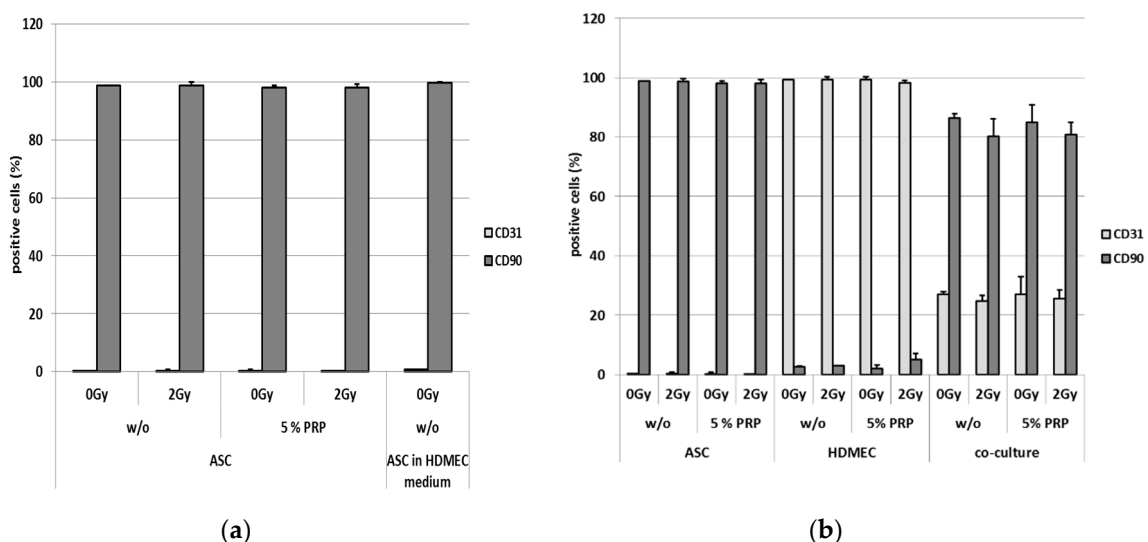 120
100
80
60
40
20
0
positive cells (%)
CD31
CD90
0Gy 2Gy 0Gy 2Gy 0Gy
w/o 5 % PRP w/o
ASC ASC in HDMEC
medium
(a)
120
100
80
60
40
20
0
positive cells (%)
CD31
CD90
0Gy 2Gy 0Gy 2Gy 0Gy 2Gy 0Gy 2Gy 0Gy 2Gy 0Gy 2Gy
w/o 5 % PRP w/o 5% PRP w/o 5% PRP
ASC HDMEC co-culture
(b)